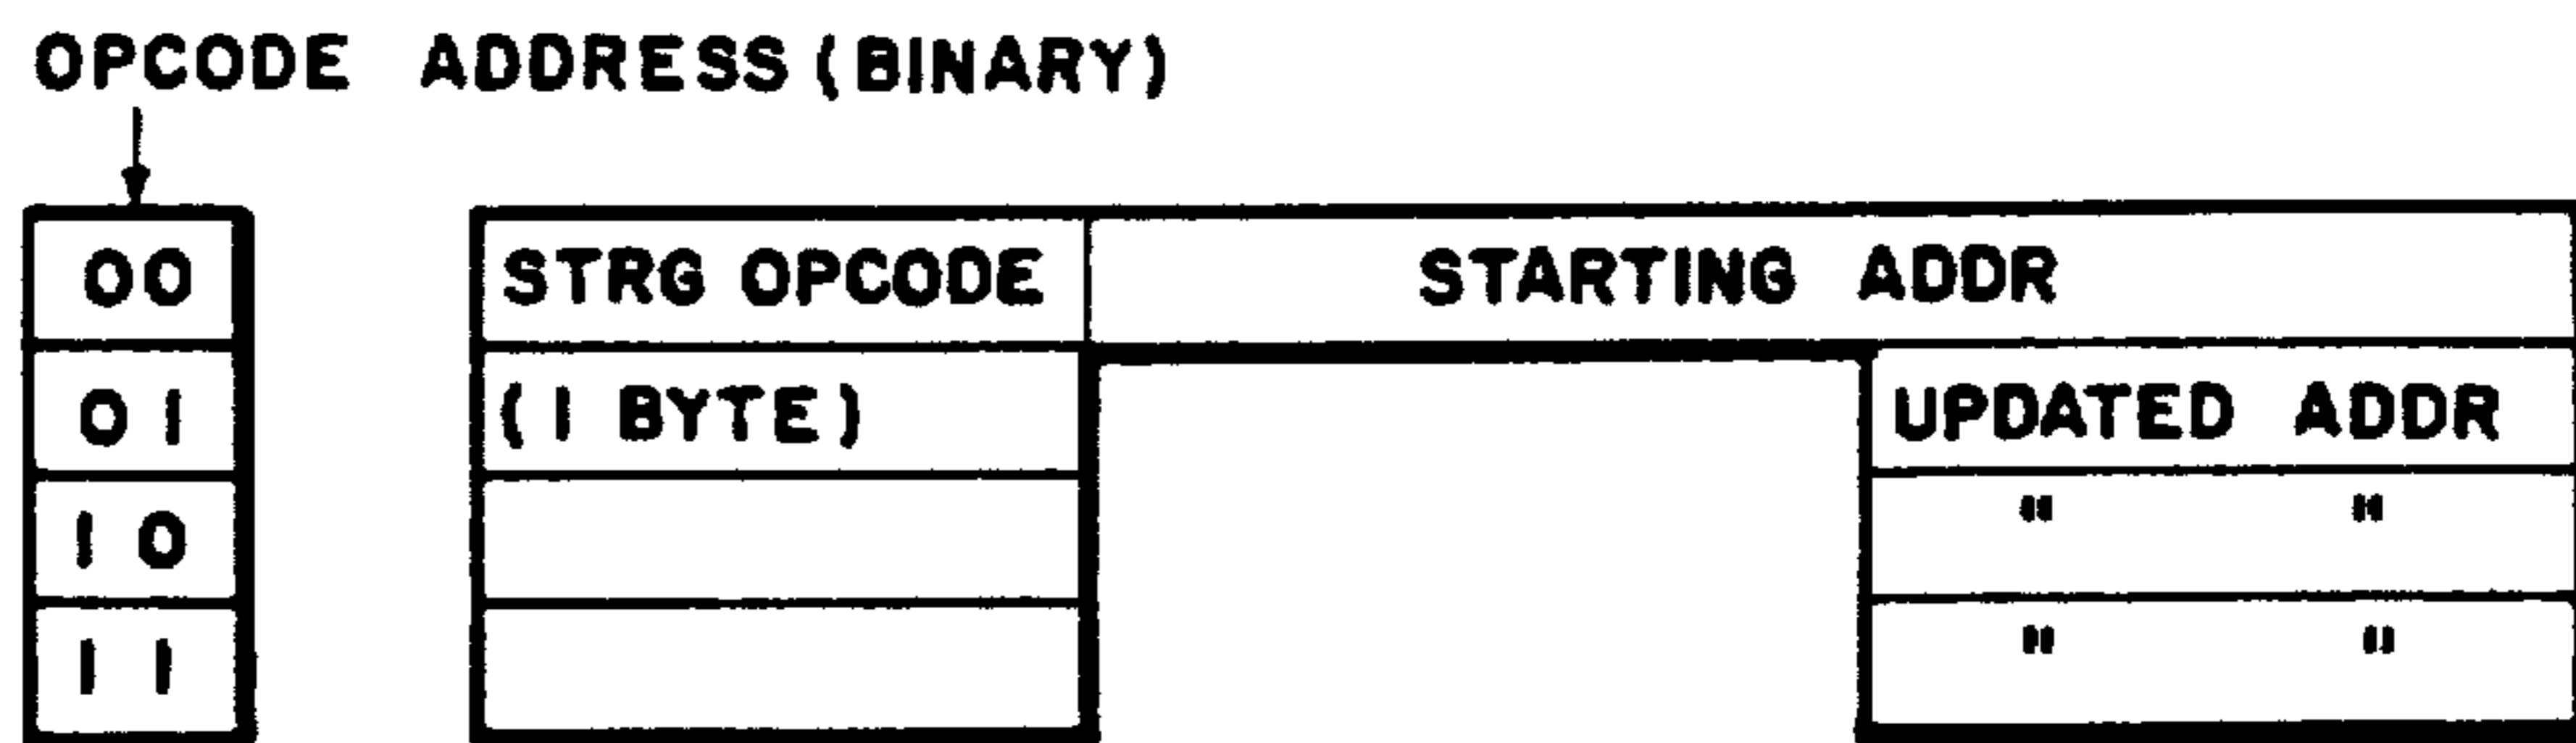 OPCODE ADDRESS (BINARY)
00 STRG OPCODE STARTING ADDR
01 (1 BYTE) UPDATED ADDR
10 " "
11 " "